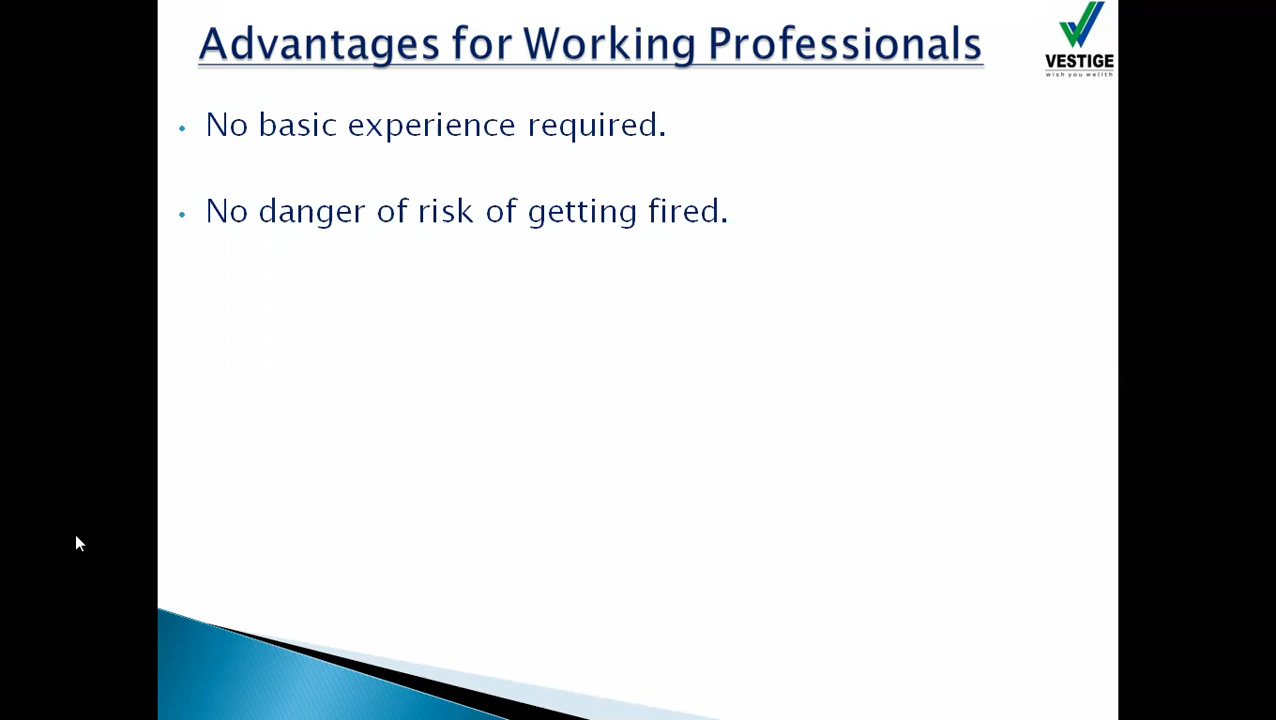 Advantages for Working Professionals
VESTIGE
wish you wellth
• No basic experience required.
• No danger of risk of getting fired.